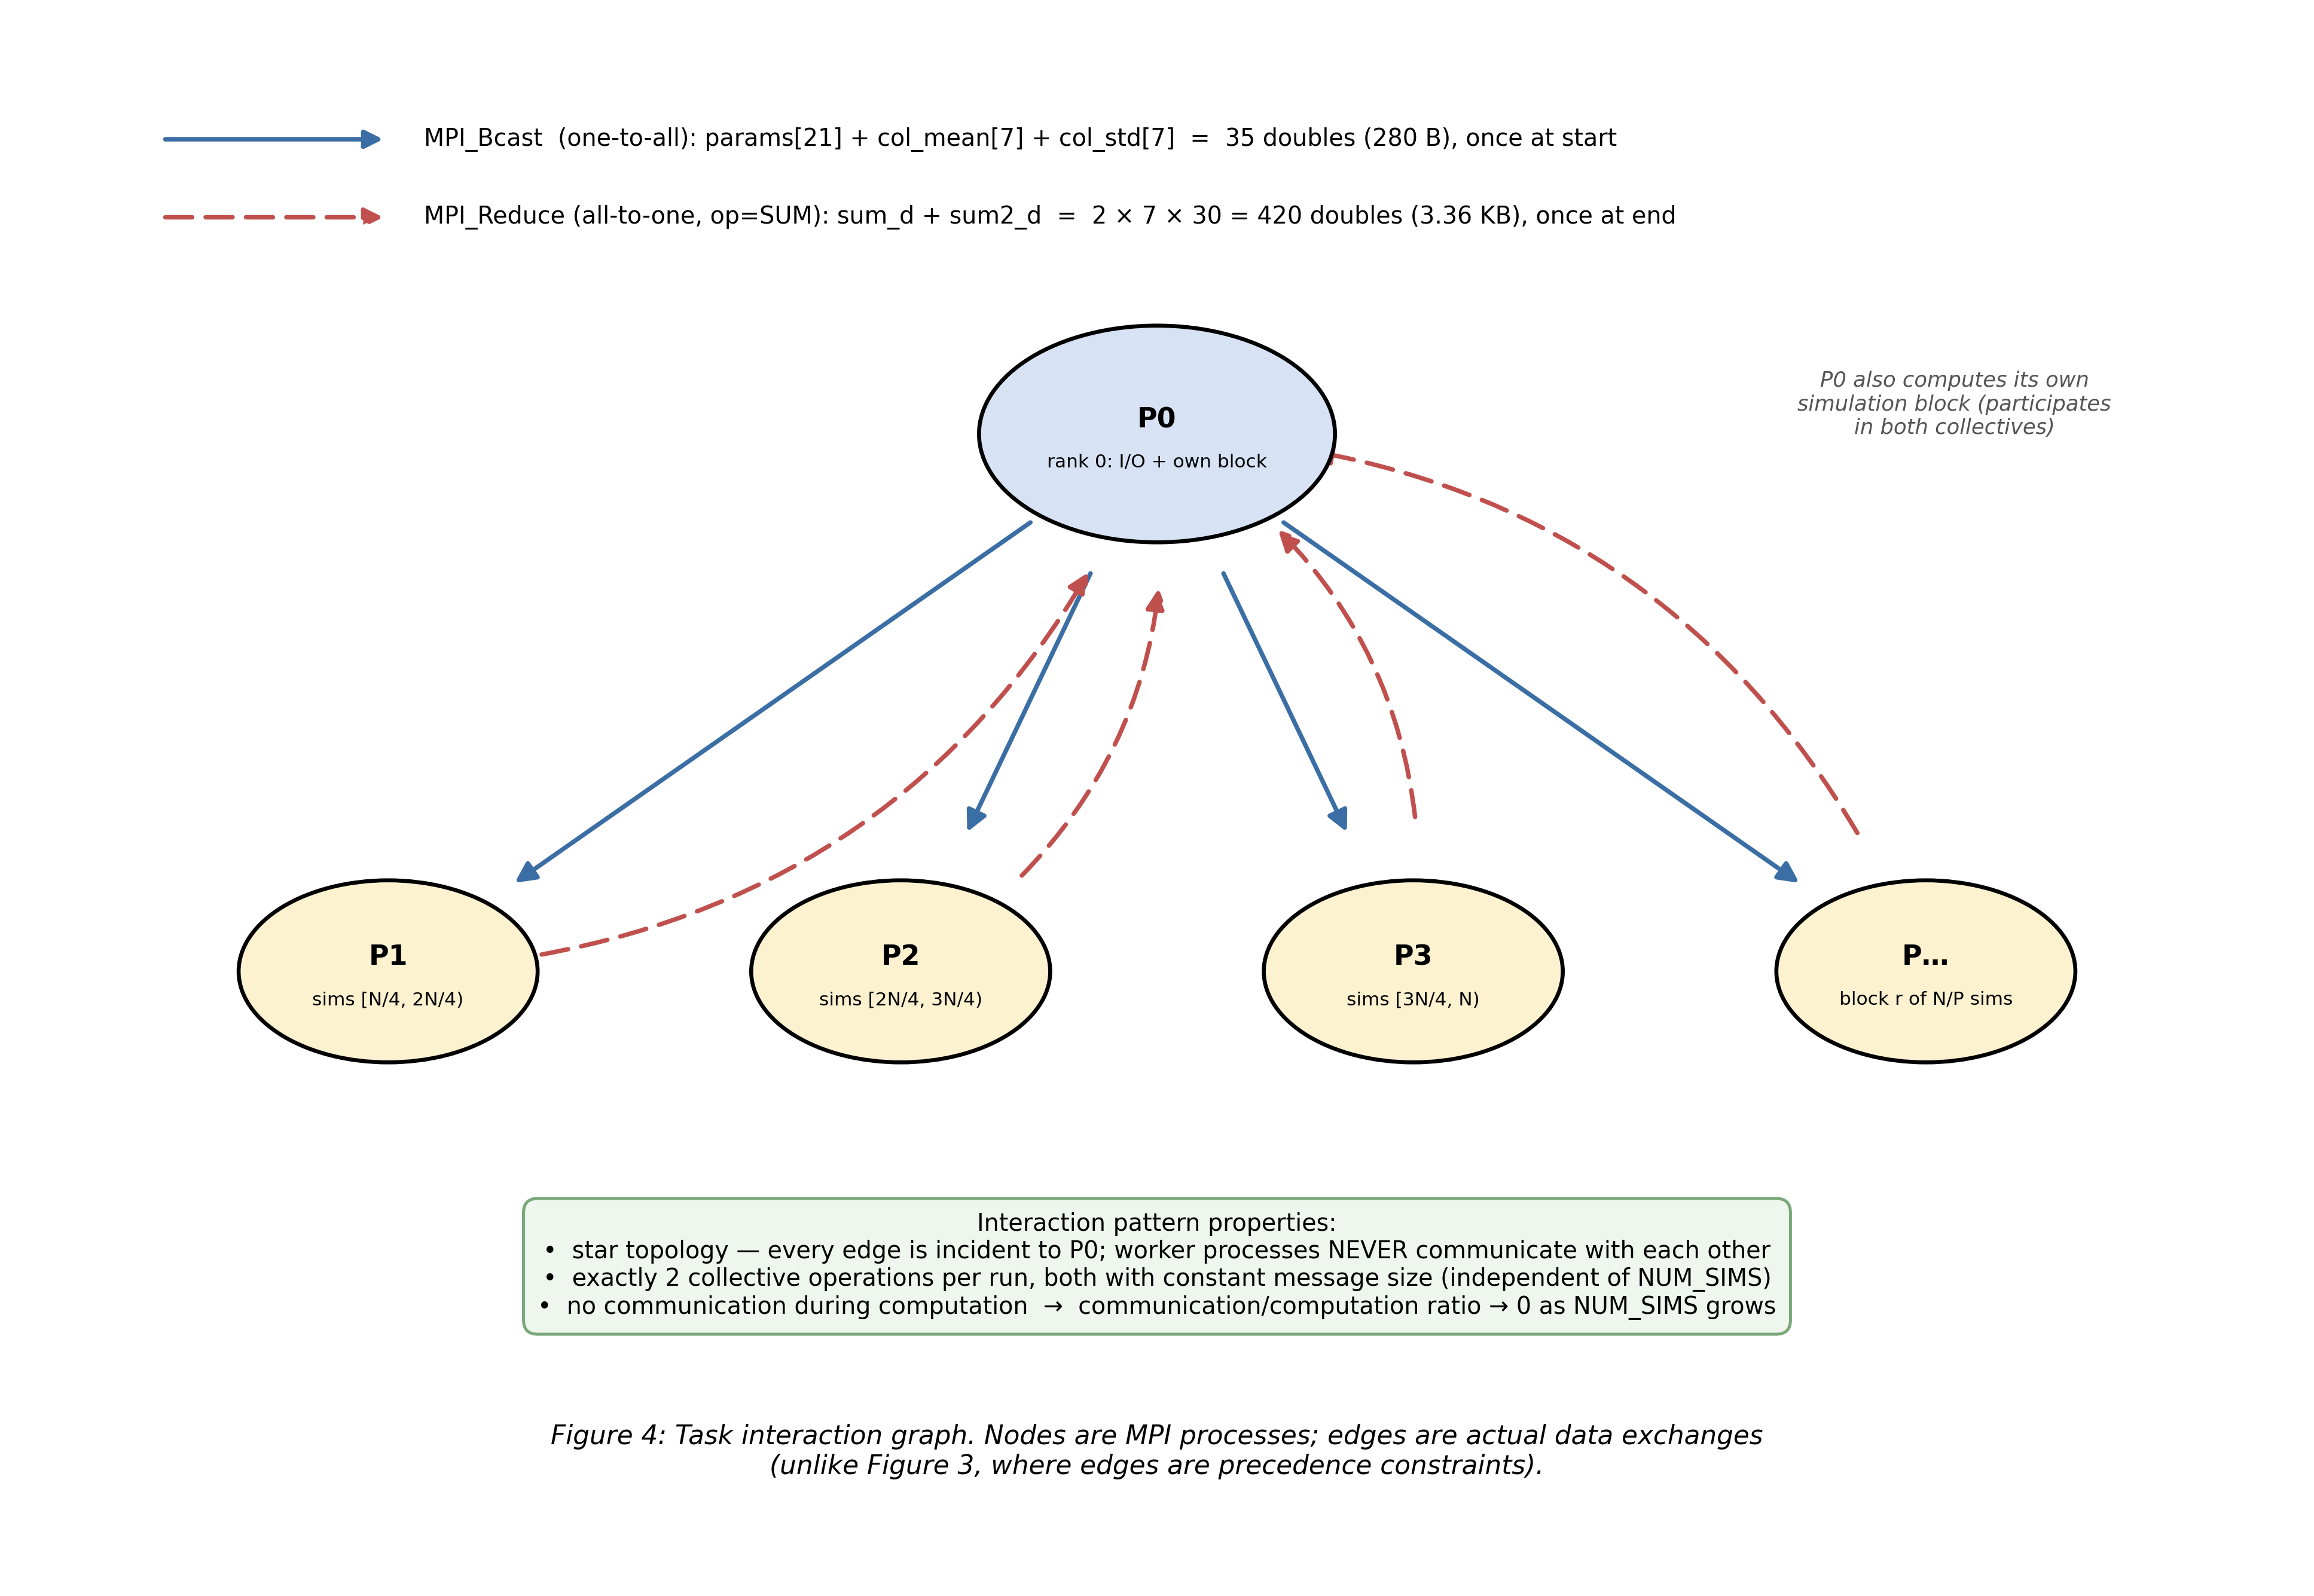 MPI_Bcast  (one-to-all): params[21] + col_mean[7] + col_std[7]  =  35 doubles (280 B), once at start
MPI_Reduce (all-to-one, op=SUM): sum_d + sum2_d  =  2 × 7 × 30 = 420 doubles (3.36 KB), once at end
P0
rank 0: I/O + own block
P0 also computes its own
simulation block (participates
in both collectives)
P1
sims [N/4, 2N/4)
P2
sims [2N/4, 3N/4)
P3
sims [3N/4, N)
P...
block r of N/P sims
Interaction pattern properties:
•  star topology — every edge is incident to P0; worker processes NEVER communicate with each other
•  exactly 2 collective operations per run, both with constant message size (independent of NUM_SIMS)
•  no communication during computation  →  communication/computation ratio → 0 as NUM_SIMS grows
Figure 4: Task interaction graph. Nodes are MPI processes; edges are actual data exchanges
(unlike Figure 3, where edges are precedence constraints).